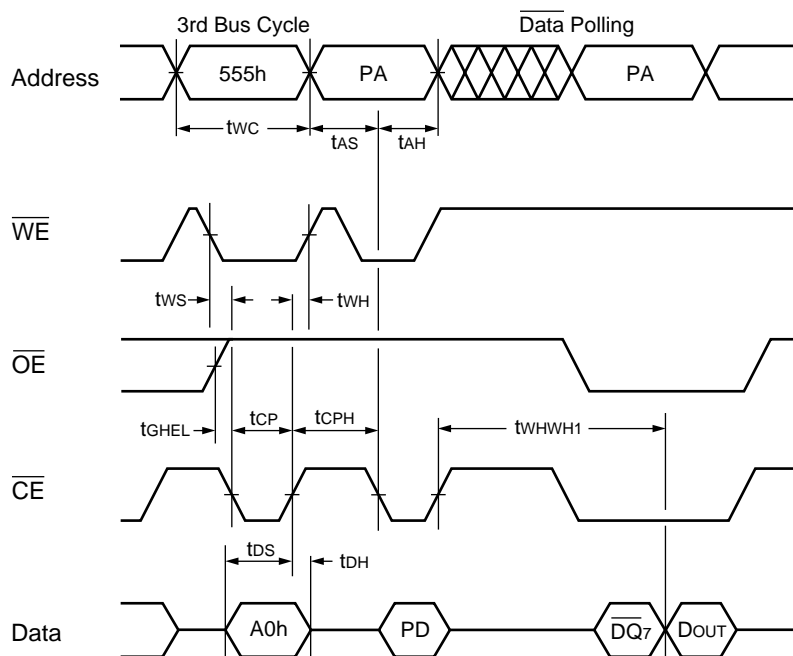 3rd Bus Cycle Data Polling
Address 555h PA PA
tWC tAS tAH
WE
tWS tWH
OE
tGHEL tCP tCPH tWHWH1
CE
tDS tDH
Data A0h PD DQ7 DOUT